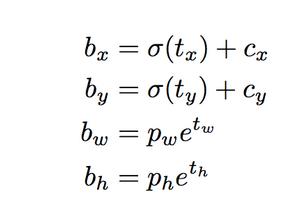 b_x = σ(t_x) + c_x
b_y = σ(t_y) + c_y
b_w = p_w e^{t_w}
b_h = p_h e^{t_h}